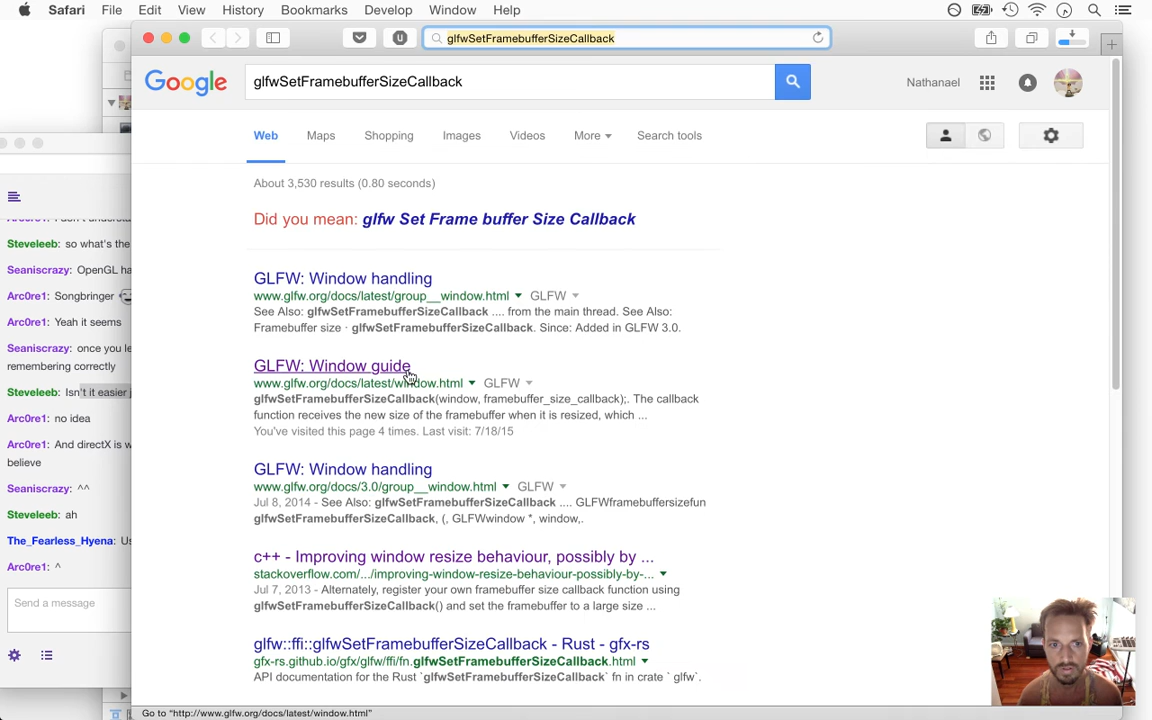 Safari File Edit View History Bookmarks Develop Window Help
glfwSetFramebufferSizeCallback
Google glfwSetFramebufferSizeCallback Nathanael
Web Maps Shopping Images Videos More Search tools
About 3,530 results (0.80 seconds)
Did you mean: glfw Set Frame buffer Size Callback
GLFW: Window handling
www.glfw.org/docs/latest/group__window.html GLFW
See Also: glfwSetFramebufferSizeCallback .... from the main thread. See Also:
Framebuffer size · glfwSetFramebufferSizeCallback. Since: Added in GLFW 3.0.
GLFW: Window guide
www.glfw.org/docs/latest/window.html GLFW
glfwSetFramebufferSizeCallback(window, framebuffer_size_callback);. The callback
function receives the new size of the framebuffer when it is resized, which ...
You've visited this page 4 times. Last visit: 7/18/15
GLFW: Window handling
www.glfw.org/docs/3.0/group__window.html GLFW
Jul 8, 2014 - See Also: glfwSetFramebufferSizeCallback .... GLFWframebuffersizefun
glfwSetFramebufferSizeCallback, (, GLFWwindow *, window,.
c++ - Improving window resize behaviour, possibly by ...
stackoverflow.com/.../improving-window-resize-behaviour-possibly-by-...
Jul 7, 2013 - Alternately, register your own framebuffer size callback function using
glfwSetFramebufferSizeCallback() and set the framebuffer to a large size ...
glfw::ffi::glfwSetFramebufferSizeCallback - Rust - gfx-rs
gfx-rs.github.io/gfx/glfw/ffi/fn.glfwSetFramebufferSizeCallback.html
API documentation for the Rust `glfwSetFramebufferSizeCallback` fn in crate `glfw`.
Go to "http://www.glfw.org/docs/latest/window.html"
Steveleeb: so what's the
Seaniscrazy: OpenGL ha
Arc0re1: Songbringer
Arc0re1: Yeah it seems
Seaniscrazy: once you le
remembering correctly
Steveleeb: Isn't it easier j
Arc0re1: no idea
Arc0re1: And directX is w
believe
Seaniscrazy: ^^
Steveleeb: ah
The_Fearless_Hyena: Us
Arc0re1: ^
Send a message